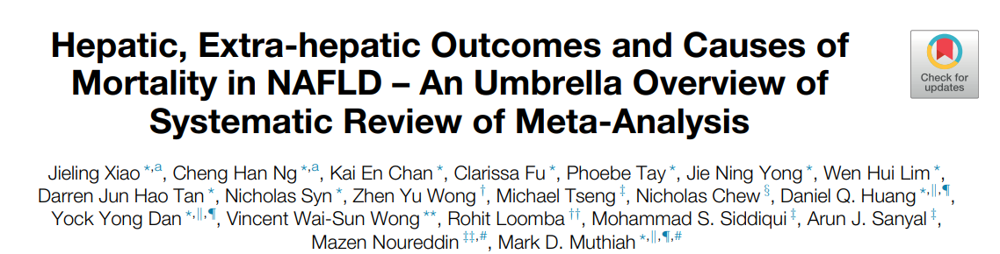 Hepatic, Extra-hepatic Outcomes and Causes of
Mortality in NAFLD – An Umbrella Overview of
Systematic Review of Meta-Analysis
Check for
updates
Jieling Xiao *,a, Cheng Han Ng *,a, Kai En Chan *, Clarissa Fu *, Phoebe Tay *, Jie Ning Yong *, Wen Hui Lim *,
Darren Jun Hao Tan *, Nicholas Syn *, Zhen Yu Wong †, Michael Tseng ‡, Nicholas Chew §, Daniel Q. Huang *,||,¶,
Yock Yong Dan *,||,¶, Vincent Wai-Sun Wong **, Rohit Loomba ††, Mohammad S. Siddiqui ‡, Arun J. Sanyal ‡,
Mazen Noureddin ‡‡,#, Mark D. Muthiah *,||,¶,#